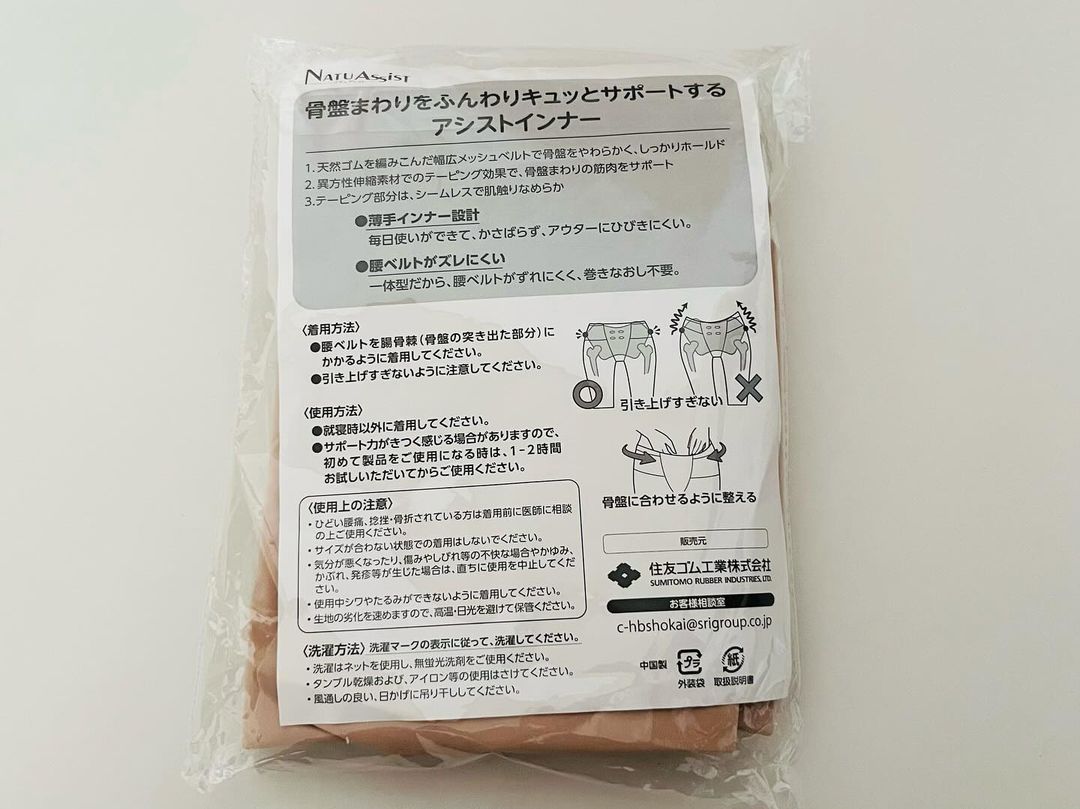 NATUASSIST
骨盤まわりをふんわりキュッとサポートする
アシストインナー
1.天然ゴムを編みこんだ幅広メッシュベルトで骨盤をやわらかく、しっかりホールド
2.異方性伸縮素材でのテーピング効果で、骨盤まわりの筋肉をサポート
3.テーピング部分は、シームレスで肌触りなめらか
●薄手インナー設計
毎日使いができて、かさばらず、アウターにひびきにくい。
●腰ベルトがズレにくい
一体型だから、腰ベルトがずれにくく、巻きなおし不要。
〈着用方法〉
●腰ベルトを腸骨棘(骨盤の突き出た部分)に
かかるように着用してください。
●引き上げすぎないように注意してください。
引き上げすぎない
〈使用方法〉
●就寝時以外に着用してください。
●サポート力がきつく感じる場合がありますので、
初めて製品をご使用になる時は、1-2時間
お試しいただいてからご使用ください。
骨盤に合わせるように整える
〈使用上の注意〉
・ひどい腰痛、捻挫・骨折されている方は着用前に医師に相談
の上ご使用ください。
・サイズが合わない状態での着用はしないでください。
・気分が悪くなったり、傷みやしびれ等の不快な場合やかゆみ、
かぶれ、発疹等が生じた場合は、直ちに使用を中止してくだ
さい。
・使用中シワやたるみができないように着用してください。
・生地の劣化を速めますので、高温・日光を避けて保管ください。
〈洗濯方法〉洗濯マークの表示に従って、洗濯してください。
・洗濯はネットを使用し、無蛍光洗剤をご使用ください。
・タンブル乾燥および、アイロン等の使用はさけてください。
・風通しの良い、日かげに吊り干ししてください。
販売元
住友ゴム工業株式会社
SUMITOMO RUBBER INDUSTRIES, LTD.
お客様相談室
c-hbshokai@srigroup.co.jp
中国製
プラ
外装袋
紙
取扱説明書